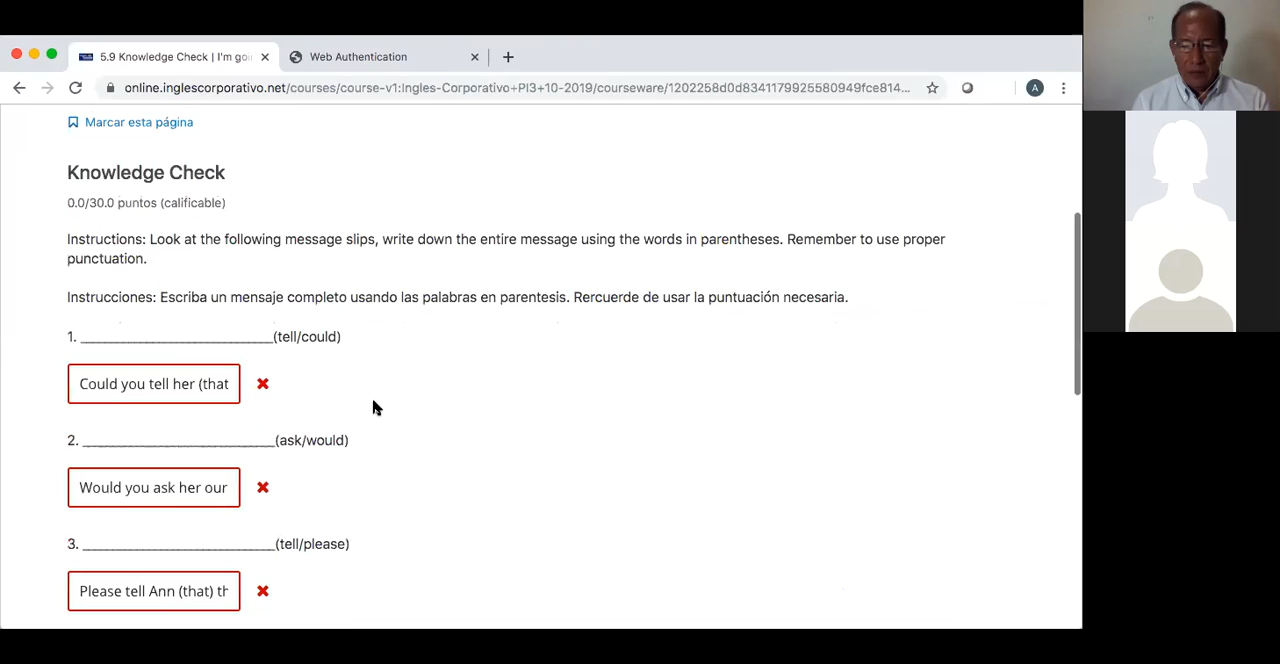 5.9 Knowledge Check | I'm goi
Web Authentication
online.inglescorporativo.net/courses/course-v1:Ingles-Corporativo+PI3+10-2019/courseware/1202258d0d8341179925580949fce814...
A
Marcar esta página
Knowledge Check
0.0/30.0 puntos (calificable)
Instructions: Look at the following message slips, write down the entire message using the words in parentheses. Remember to use proper
punctuation.
Instrucciones: Escriba un mensaje completo usando las palabras en parentesis. Rercuerde de usar la puntuación necesaria.
1. ___________________________(tell/could)
Could you tell her (that
2. ___________________________(ask/would)
Would you ask her our
3. ___________________________(tell/please)
Please tell Ann (that) th